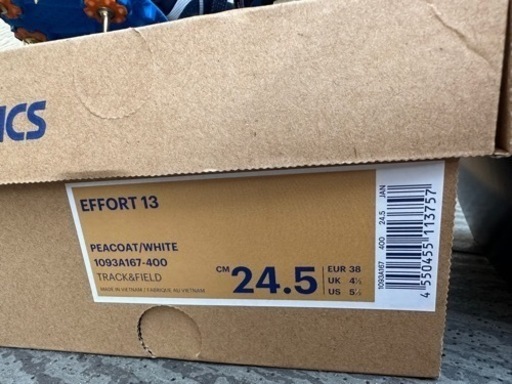 ICS
EFFORT 13
PEACOAT/WHITE
1093A167-400
TRACK&FIELD
MADE IN VIETNAM / FABRIQUE AU VIETNAM
CM 24.5
EUR 38
UK 4½
US 5½
1093A167 400 24.5 JAN
4 550455 113757